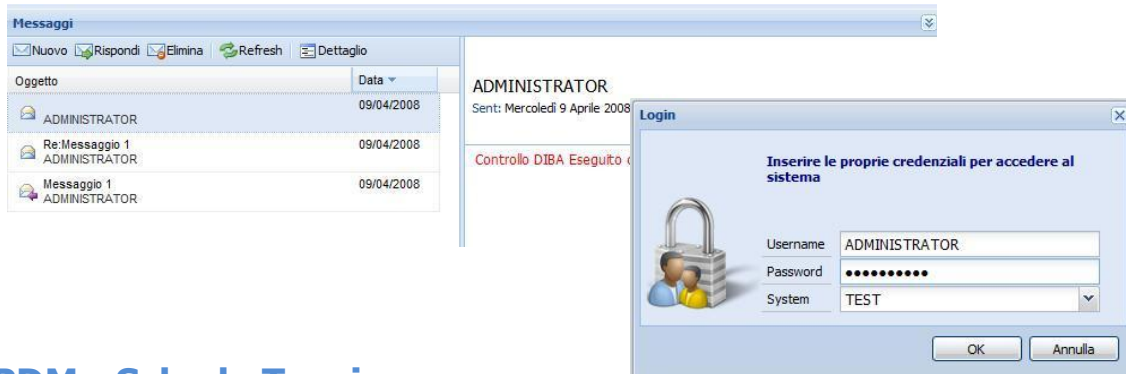 Messaggi
Nuovo Rispondi Elimina Refresh Dettaglio
Oggetto Data
ADMINISTRATOR 09/04/2008
Re:Messaggio 1 09/04/2008
ADMINISTRATOR
Messaggio 1 09/04/2008
ADMINISTRATOR
ADMINISTRATOR
Sent: Mercoledì 9 Aprile 2008
Controllo DIBA Eseguito
Login
Inserire le proprie credenziali per accedere al
sistema
Username ADMINISTRATOR
Password ••••••••••
System TEST
OK Annulla